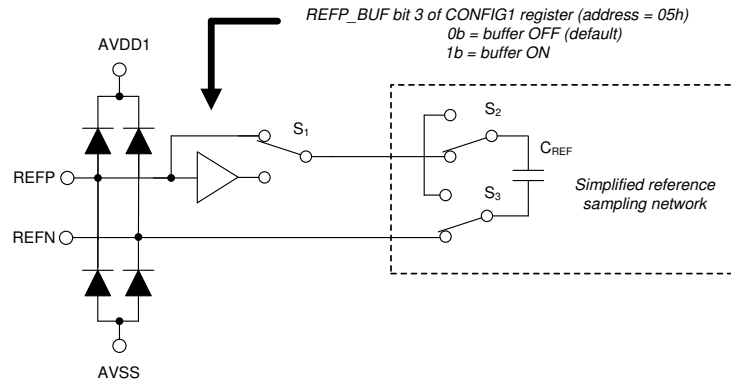 REFP_BUF bit 3 of CONFIG1 register (address = 05h)
0b = buffer OFF (default)
1b = buffer ON
AVDD1
S1
S2
CREF
REFP
S3
Simplified reference
sampling network
REFN
AVSS